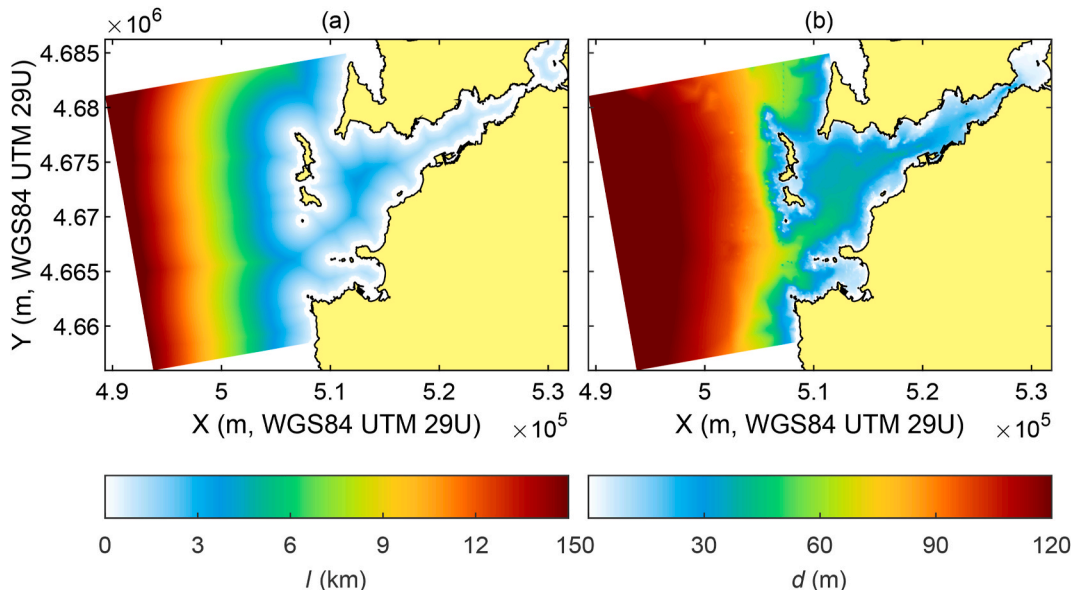 ×10⁶ (a) (b)
Y (m, WGS84 UTM 29U)
4.685
4.68
4.675
4.67
4.665
4.66
4.9 5 5.1 5.2 5.3 4.9 5 5.1 5.2 5.3
X (m, WGS84 UTM 29U) ×10⁵ X (m, WGS84 UTM 29U) ×10⁵
0 3 6 9 12 150 30 60 90 120
l (km) d (m)